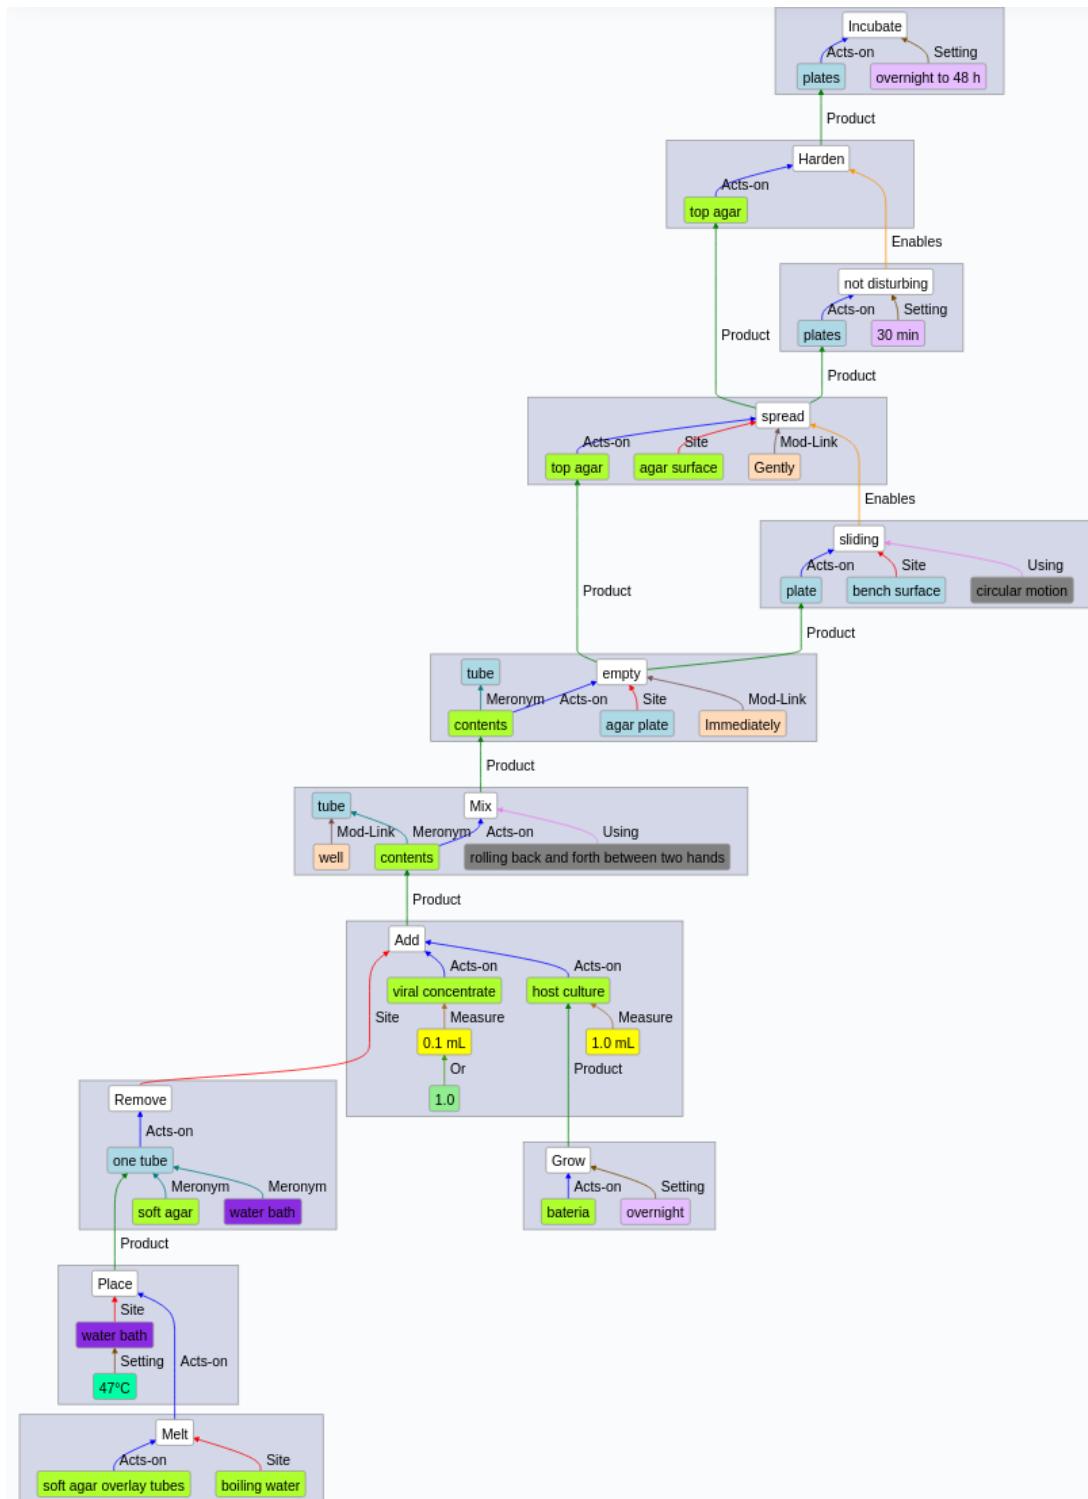 Incubate
Acts-on Setting
plates overnight to 48 h
Product
Harden
Acts-on
top agar
Enables
not disturbing
Acts-on Setting
Product
plates 30 min
Product
spread
Acts-on Site Mod-Link
top agar agar surface Gently
Enables
sliding
Acts-on Site Using
Product
plate bench surface circular motion
Product
tube empty
Meronym Acts-on Site Mod-Link
contents agar plate Immediately
Product
tube Mix
Mod-Link Meronym Acts-on Using
well contents rolling back and forth between two hands
Product
Add
Acts-on Acts-on
viral concentrate host culture
Site Measure Measure
0.1 mL 1.0 mL
Or Product
1.0
Remove
Acts-on
one tube Grow
Meronym Meronym Acts-on Setting
soft agar water bath bateria overnight
Product
Place
Site
water bath
Setting Acts-on
47°C
Melt
Acts-on Site
soft agar overlay tubes boiling water